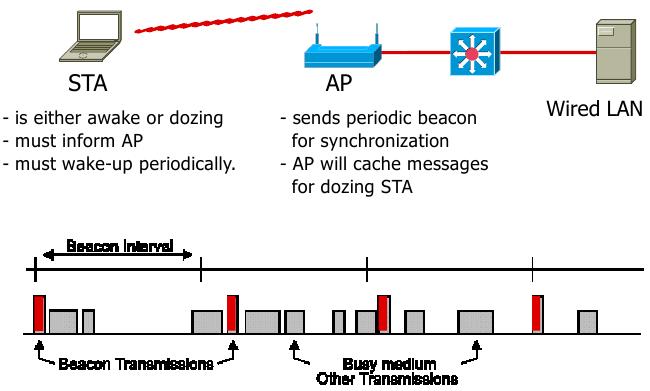 STA
AP
Wired LAN
- is either awake or dozing
- must inform AP
- must wake-up periodically.
- sends periodic beacon
for synchronization
- AP will cache messages
for dozing STA
Beacon Interval
Beacon Transmissions
Busy medium
Other Transmissions